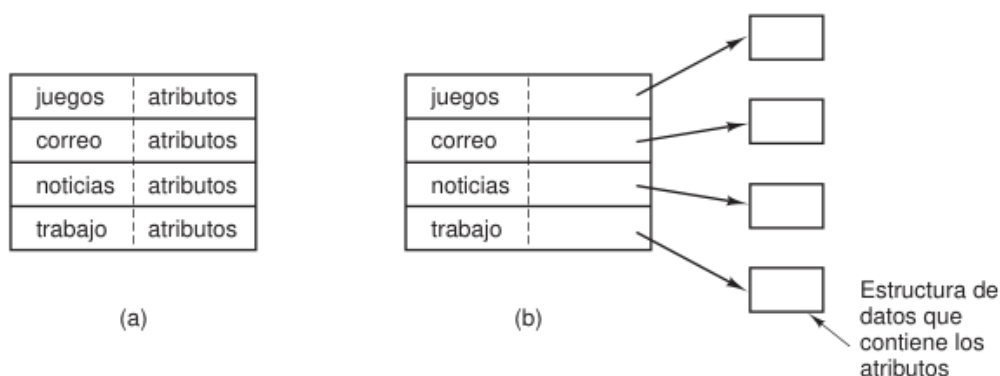 juegos atributos
correo atributos
noticias atributos
trabajo atributos
(a)
juegos
correo
noticias
trabajo
(b)
Estructura de
datos que
contiene los
atributos